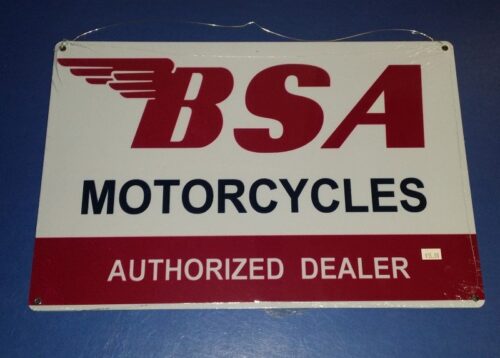 BSA
MOTORCYCLES
AUTHORIZED DEALER